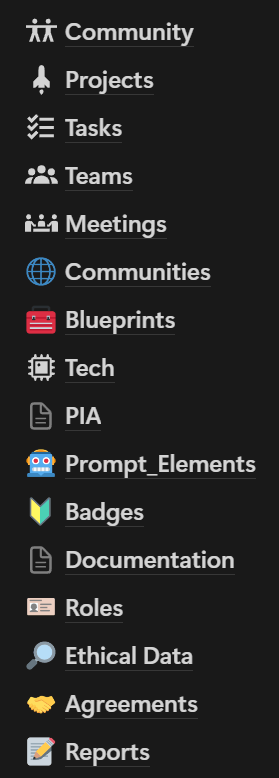 Community
Projects
Tasks
Teams
Meetings
Communities
Blueprints
Tech
PIA
Prompt_Elements
Badges
Documentation
Roles
Ethical Data
Agreements
Reports